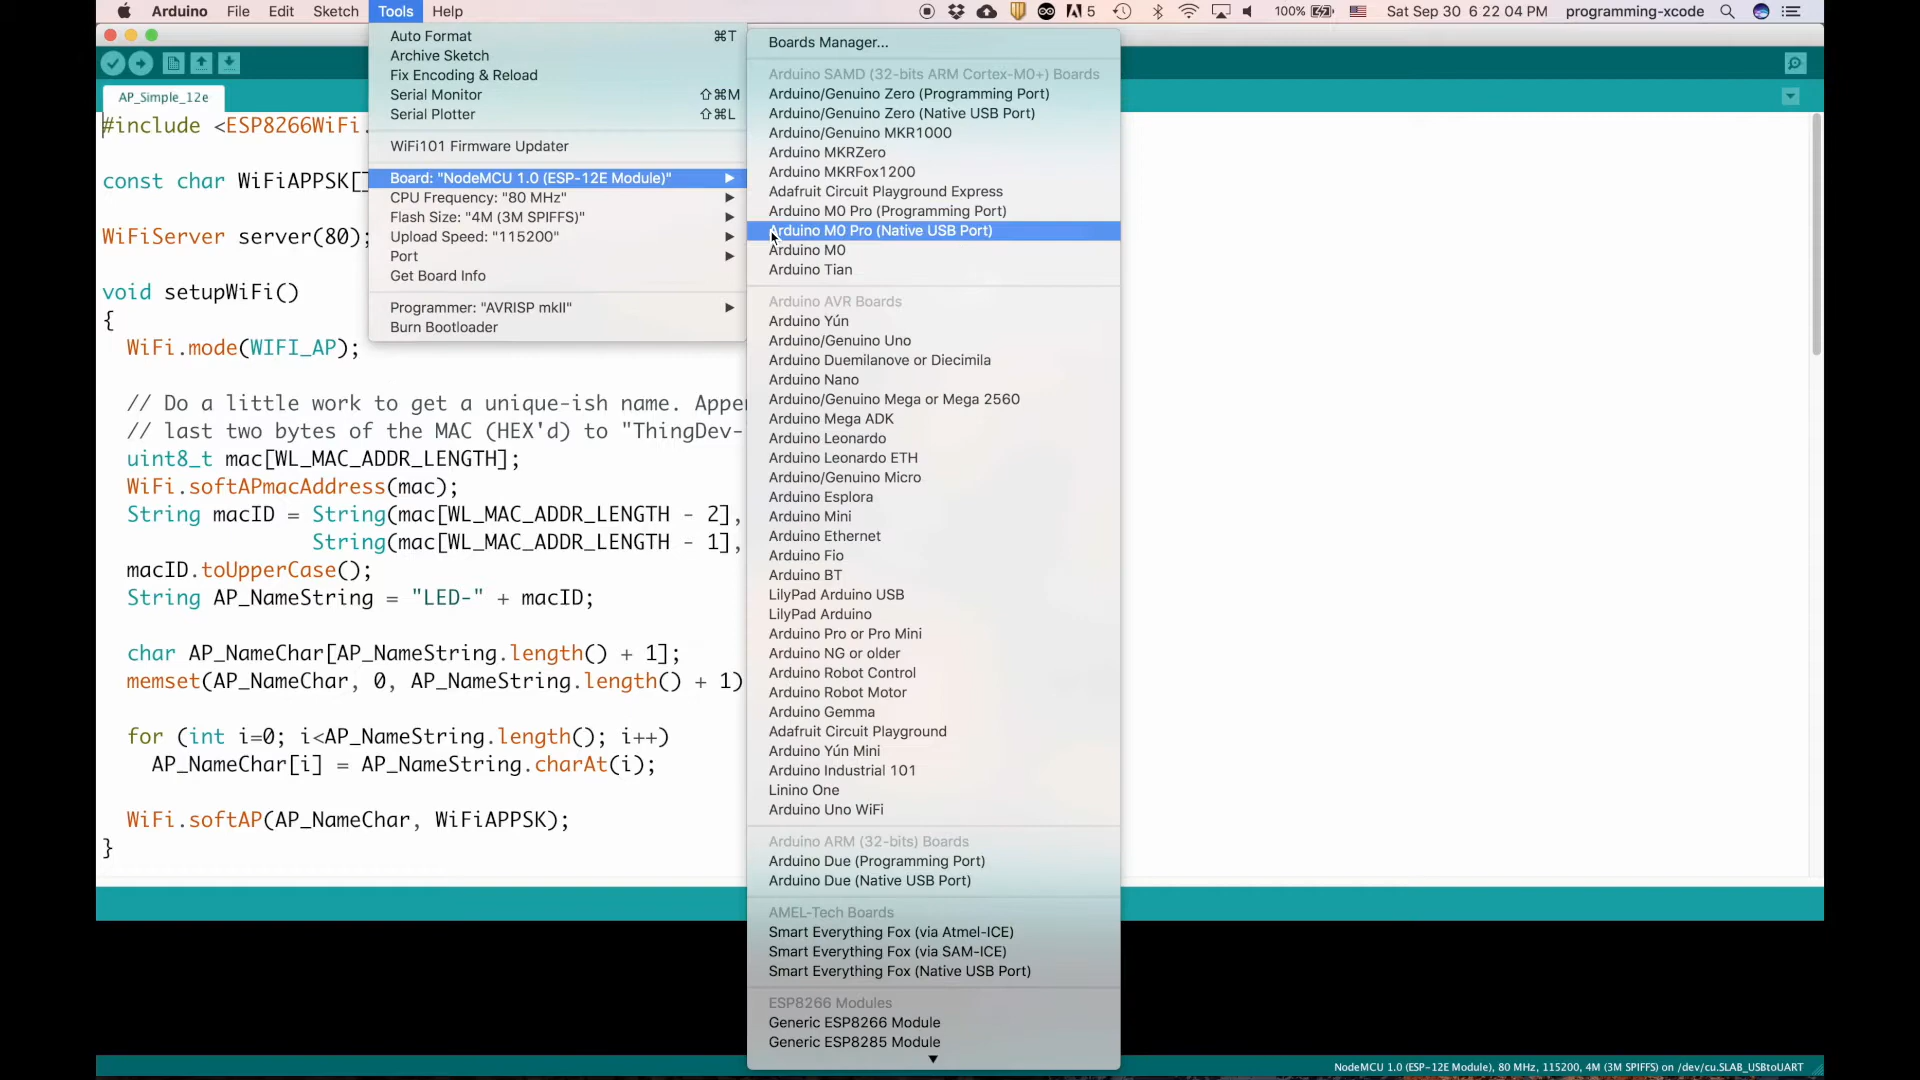 Arduino File Edit Sketch Tools Help 5 100% Sat Sep 30 6 22 04 PM programming-xcode
AP_Simple_12e
#include <ESP8266WiFi.
const char WiFiAPPSK[]
WiFiServer server(80);
void setupWiFi()
{
WiFi.mode(WIFI_AP);
// Do a little work to get a unique-ish name. Appen
// last two bytes of the MAC (HEX'd) to "ThingDev-
uint8_t mac[WL_MAC_ADDR_LENGTH];
WiFi.softAPmacAddress(mac);
String macID = String(mac[WL_MAC_ADDR_LENGTH - 2],
String(mac[WL_MAC_ADDR_LENGTH - 1],
macID.toUpperCase();
String AP_NameString = "LED-" + macID;
char AP_NameChar[AP_NameString.length() + 1];
memset(AP_NameChar, 0, AP_NameString.length() + 1)
for (int i=0; i<AP_NameString.length(); i++)
AP_NameChar[i] = AP_NameString.charAt(i);
WiFi.softAP(AP_NameChar, WiFiAPPSK);
}
Auto Format ⌘T
Archive Sketch
Fix Encoding & Reload
Serial Monitor ⇧⌘M
Serial Plotter ⇧⌘L
WiFi101 Firmware Updater
Board: "NodeMCU 1.0 (ESP-12E Module)"
CPU Frequency: "80 MHz"
Flash Size: "4M (3M SPIFFS)"
Upload Speed: "115200"
Port
Get Board Info
Programmer: "AVRISP mkII"
Burn Bootloader
Boards Manager...
Arduino SAMD (32-bits ARM Cortex-M0+) Boards
Arduino/Genuino Zero (Programming Port)
Arduino/Genuino Zero (Native USB Port)
Arduino/Genuino MKR1000
Arduino MKRZero
Arduino MKRFox1200
Adafruit Circuit Playground Express
Arduino M0 Pro (Programming Port)
Arduino M0 Pro (Native USB Port)
Arduino M0
Arduino Tian
Arduino AVR Boards
Arduino Yún
Arduino/Genuino Uno
Arduino Duemilanove or Diecimila
Arduino Nano
Arduino/Genuino Mega or Mega 2560
Arduino Mega ADK
Arduino Leonardo
Arduino Leonardo ETH
Arduino/Genuino Micro
Arduino Esplora
Arduino Mini
Arduino Ethernet
Arduino Fio
Arduino BT
LilyPad Arduino USB
LilyPad Arduino
Arduino Pro or Pro Mini
Arduino NG or older
Arduino Robot Control
Arduino Robot Motor
Arduino Gemma
Adafruit Circuit Playground
Arduino Yún Mini
Arduino Industrial 101
Linino One
Arduino Uno WiFi
Arduino ARM (32-bits) Boards
Arduino Due (Programming Port)
Arduino Due (Native USB Port)
AMEL-Tech Boards
Smart Everything Fox (via Atmel-ICE)
Smart Everything Fox (via SAM-ICE)
Smart Everything Fox (Native USB Port)
ESP8266 Modules
Generic ESP8266 Module
Generic ESP8285 Module
NodeMCU 1.0 (ESP-12E Module), 80 MHz, 115200, 4M (3M SPIFFS) on /dev/cu.SLAB_USBtoUART